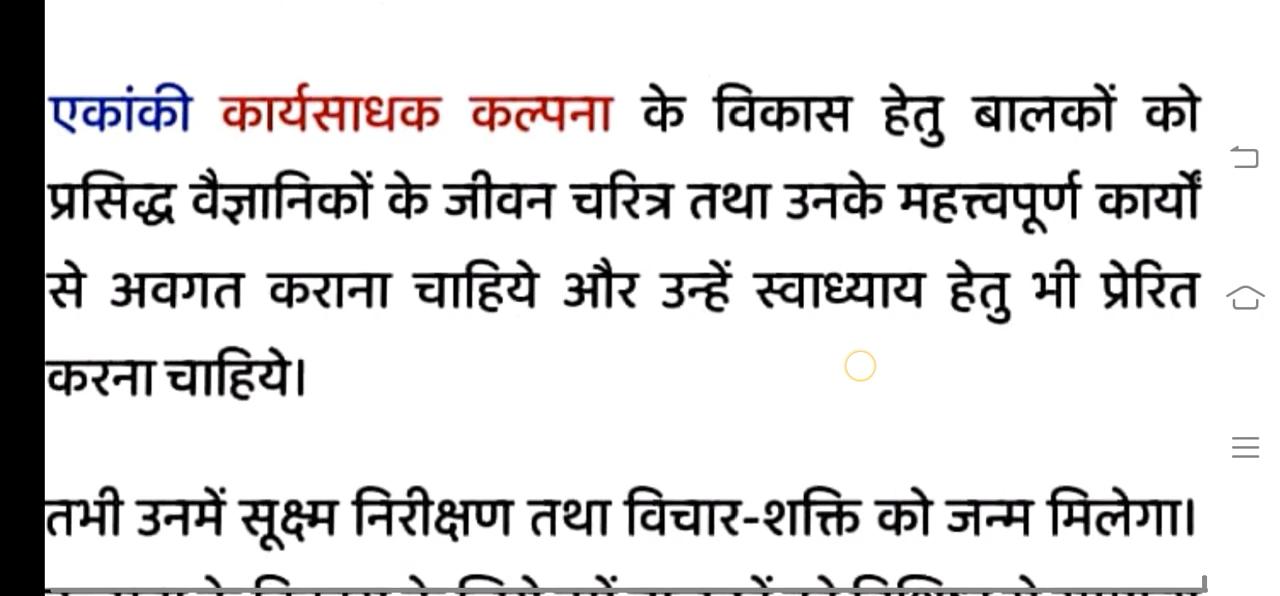 एकांकी कार्यसाधक कल्पना के विकास हेतु बालकों को
प्रसिद्ध वैज्ञानिकों के जीवन चरित्र तथा उनके महत्त्वपूर्ण कार्यों
से अवगत कराना चाहिये और उन्हें स्वाध्याय हेतु भी प्रेरित
करना चाहिये।
तभी उनमें सूक्ष्म निरीक्षण तथा विचार-शक्ति को जन्म मिलेगा।